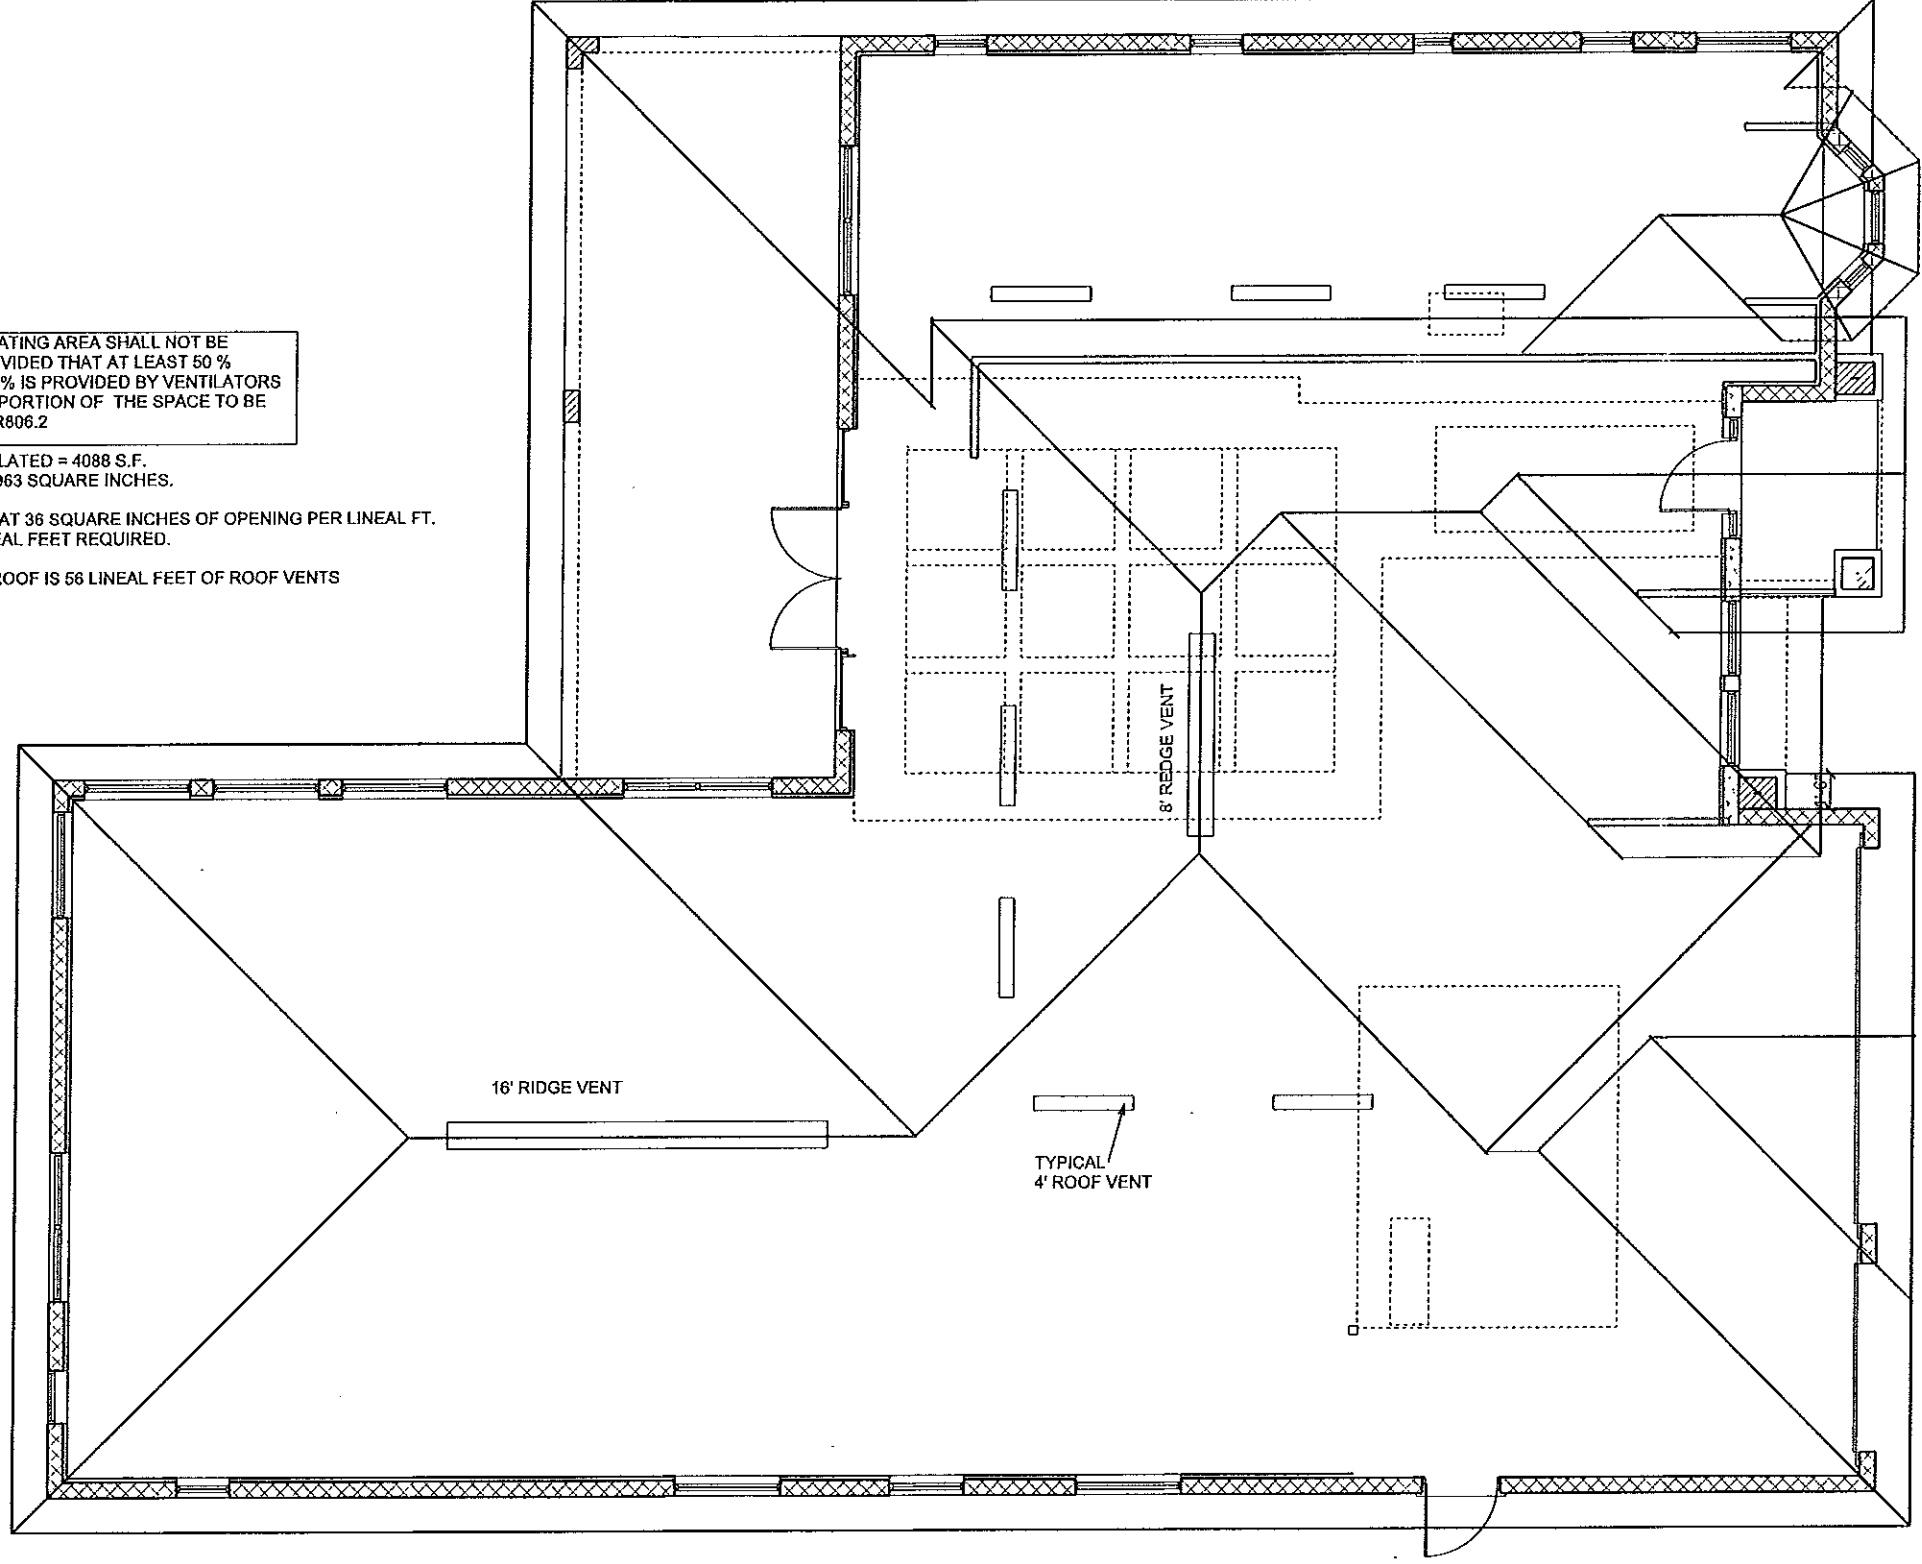 ATING AREA SHALL NOT BE
VIDED THAT AT LEAST 50 %
% IS PROVIDED BY VENTILATORS
PORTION OF THE SPACE TO BE
R806.2
LATED = 4088 S.F.
963 SQUARE INCHES.
AT 36 SQUARE INCHES OF OPENING PER LINEAL FT.
EAL FEET REQUIRED.
ROOF IS 56 LINEAL FEET OF ROOF VENTS
8' REDGE VENT
16' RIDGE VENT
TYPICAL
4' ROOF VENT